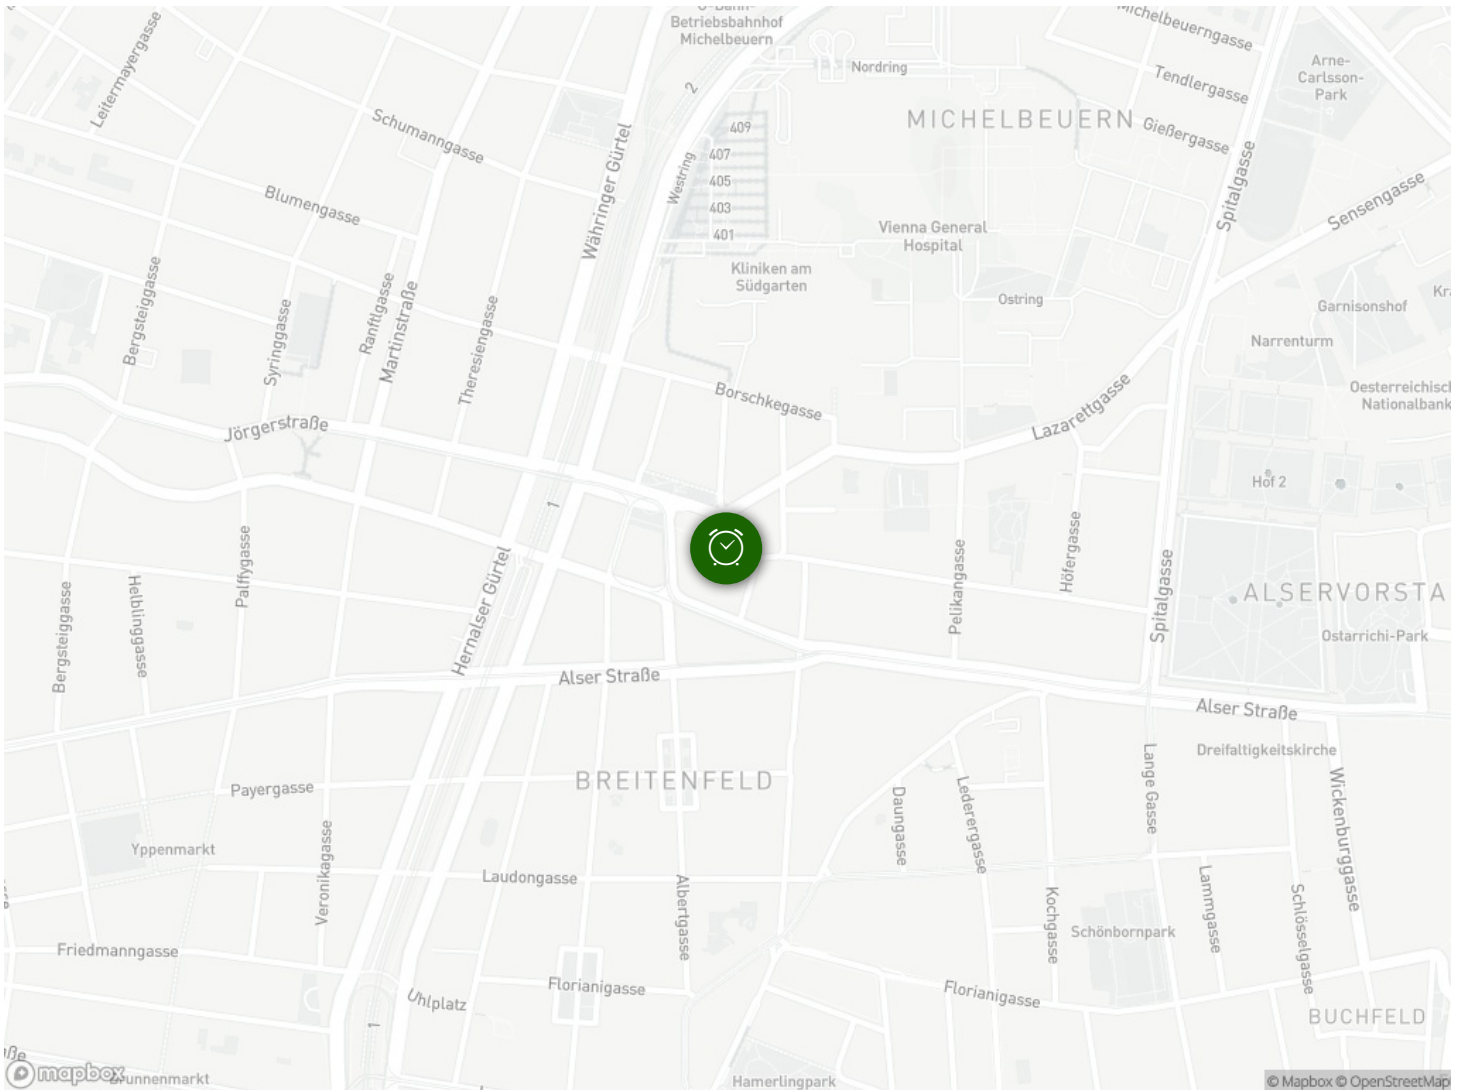 Betriebsbahnhof
Michelbeuern
Michelbeuerngasse
Arne-
Carlsson-
Park
Nordring
Tendlergasse
Leitermayergasse
2
MICHELBEUERN
409
Gießergasse
Schumanngasse
Währinger Gürtel
407
Westring
405
Spitalgasse
Sensengasse
Blumengasse
403
401
Vienna General
Hospital
Kliniken am
Südgarten
Bergsteiggasse
Syringgasse
Ranftlgasse
Martinstraße
Theresiengasse
Ostring
Garnisonshof
Narrenturm
Borschkegasse
Lazarettgasse
Oesterreichisc
Nationalbank
Jörgerstraße
Hof 2
1
Hernalser Gürtel
Palffygasse
Helblinggasse
Bergsteiggasse
Pelikangasse
Höfergasse
Spitalgasse
ALSERVORSTA
Ostarrichi-Park
Alser Straße
Alser Straße
Dreifaltigkeitskirche
BREITENFELD
Payergasse
Daungasse
Lederergasse
Lange Gasse
Wickenburggasse
Yppenmarkt
Veronikagasse
Laudongasse
Albertgasse
Kochgasse
Lammgasse
Schlösselgasse
Schönbornpark
Friedmanngasse
Florianigasse
Florianigasse
Uhlplatz
1
BUCHFELD
mapbox
Hamerlingpark
© Mapbox © OpenStreetMap